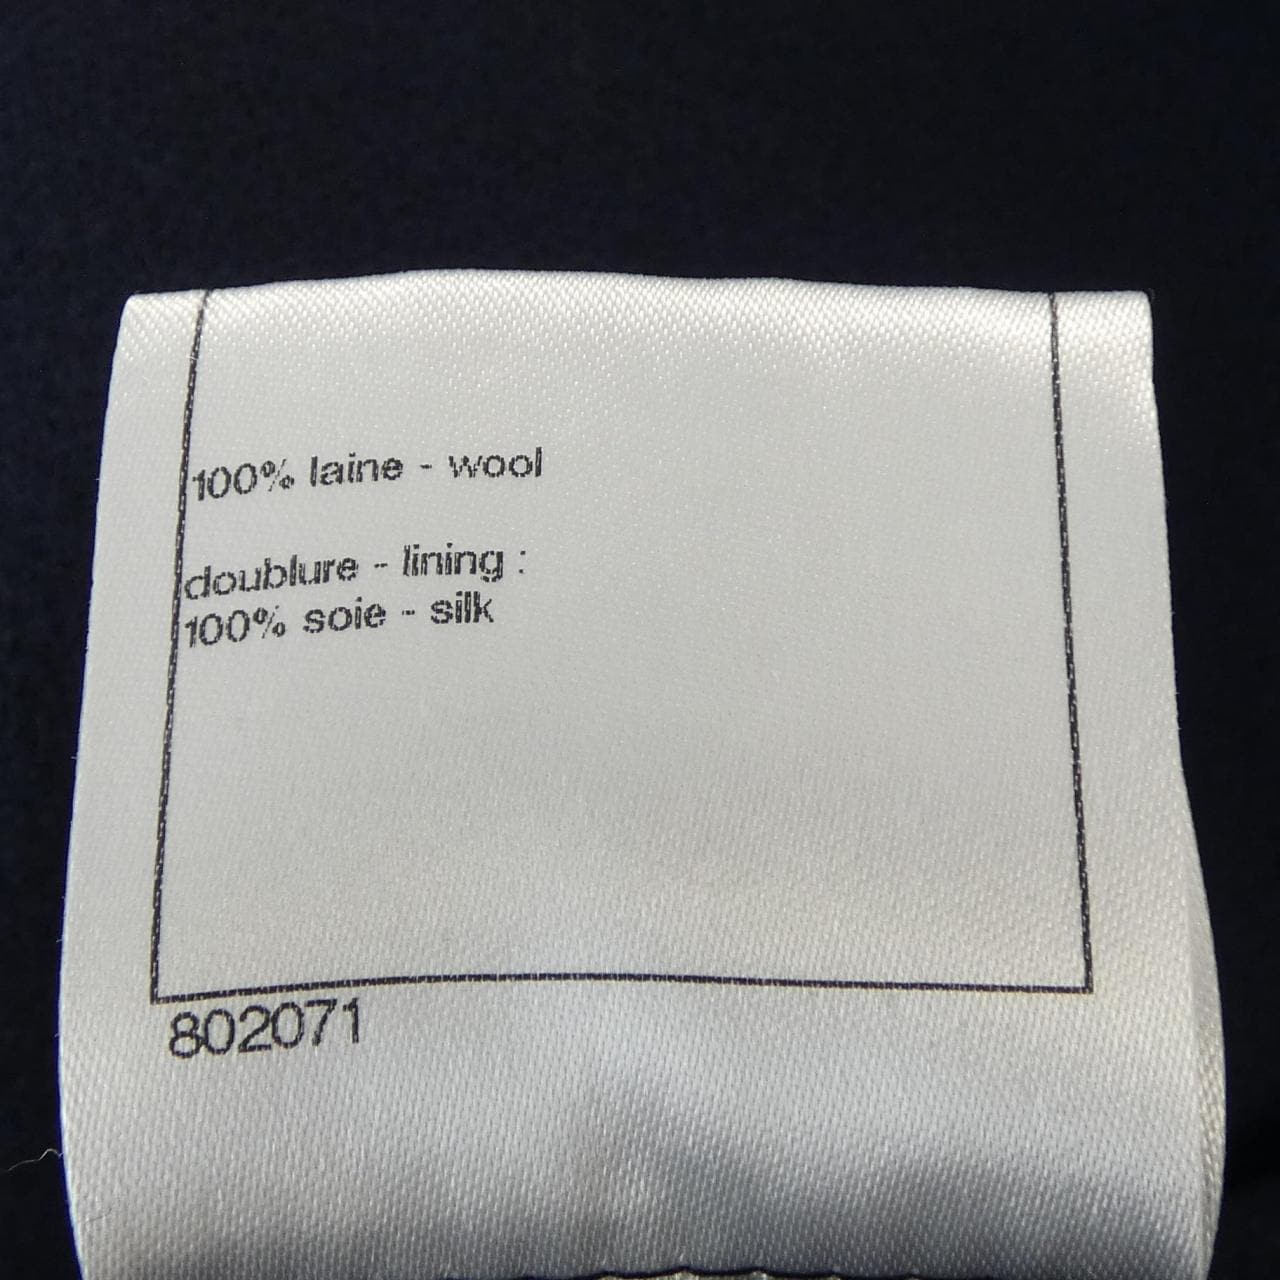 100% laine - wool
doublure - lining :
100% soie - silk
802071